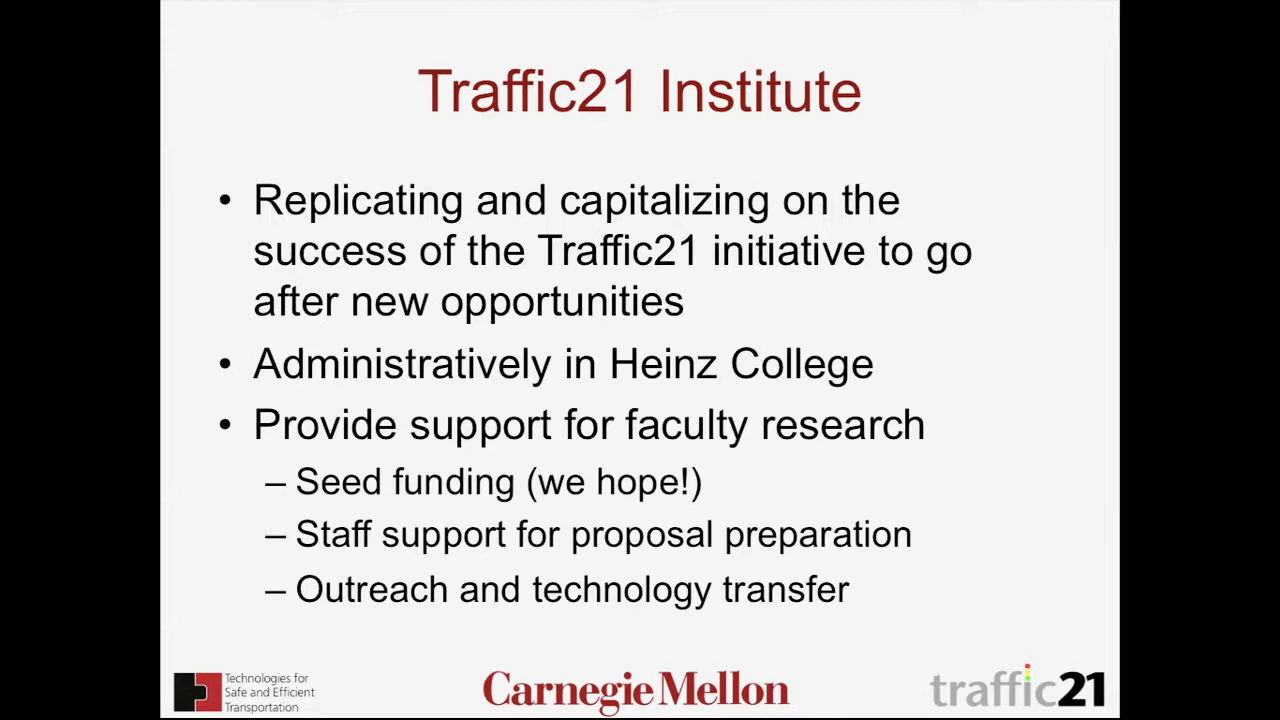 Traffic21 Institute
• Replicating and capitalizing on the
success of the Traffic21 initiative to go
after new opportunities
• Administratively in Heinz College
• Provide support for faculty research
– Seed funding (we hope!)
– Staff support for proposal preparation
– Outreach and technology transfer
Technologies for
Safe and Efficient
Transportation
Carnegie Mellon
traffic21